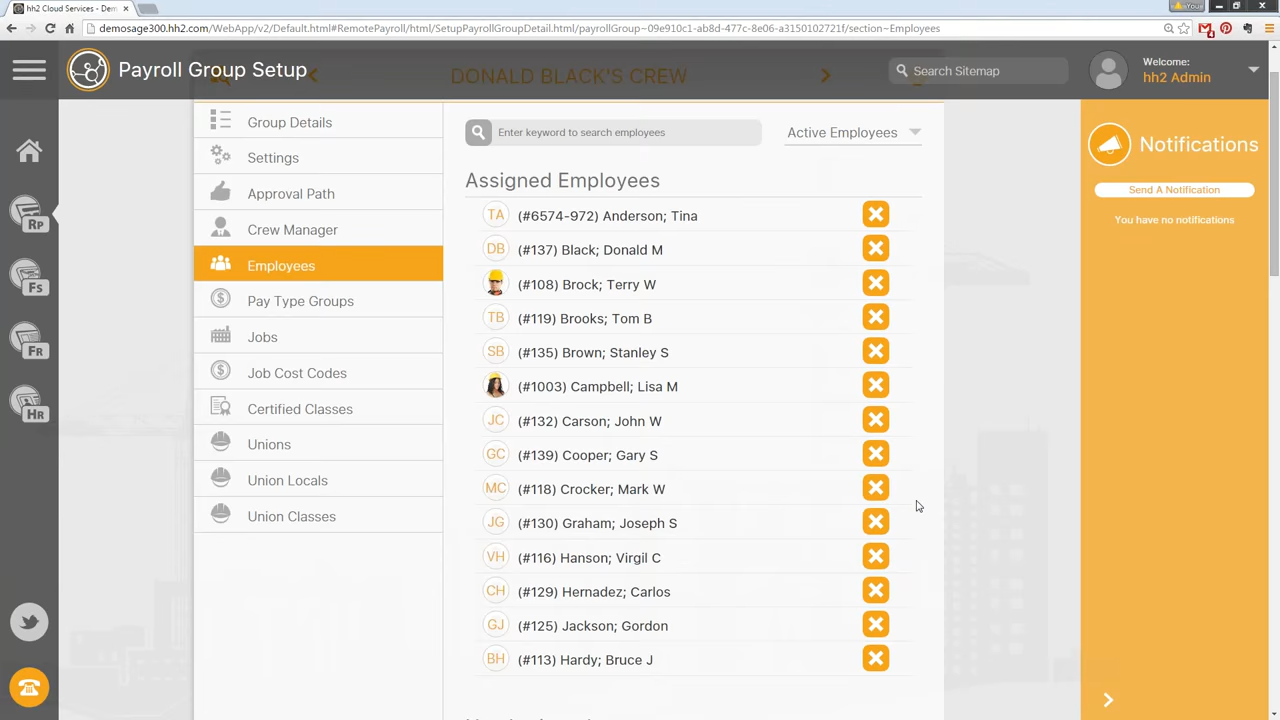 hh2 Cloud Services - Dem
demosage300.hh2.com/WebApp/v2/Default.html#RemotePayroll/html/SetupPayrollGroupDetail.html/payrollGroup~09e910c1-ab8d-477c-8e06-a3150102721f/section~Employees
Payroll Group Setup
DONALD BLACK'S CREW
Search Sitemap
Welcome:
hh2 Admin
Rp
Fs
Fr
Hr
Group Details
Settings
Approval Path
Crew Manager
Employees
Pay Type Groups
Jobs
Job Cost Codes
Certified Classes
Unions
Union Locals
Union Classes
Enter keyword to search employees
Active Employees
Assigned Employees
TA (#6574-972) Anderson; Tina
DB (#137) Black; Donald M
(#108) Brock; Terry W
TB (#119) Brooks; Tom B
SB (#135) Brown; Stanley S
(#1003) Campbell; Lisa M
JC (#132) Carson; John W
GC (#139) Cooper; Gary S
MC (#118) Crocker; Mark W
JG (#130) Graham; Joseph S
VH (#116) Hanson; Virgil C
CH (#129) Hernadez; Carlos
GJ (#125) Jackson; Gordon
BH (#113) Hardy; Bruce J
Notifications
Send A Notification
You have no notifications